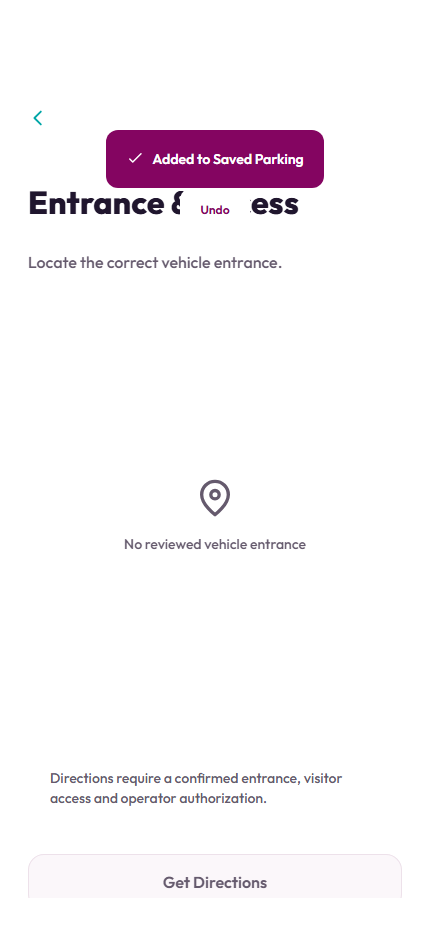 Added to Saved Parking
Entrance & ess
Undo
Locate the correct vehicle entrance.
No reviewed vehicle entrance
Directions require a confirmed entrance, visitor
access and operator authorization.
Get Directions